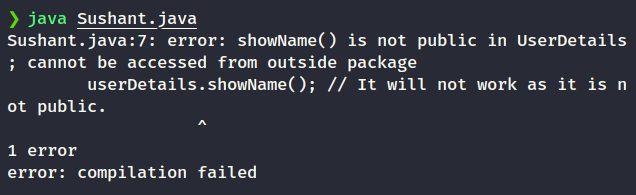 ❯ java Sushant.java
Sushant.java:7: error: showName() is not public in UserDetails
; cannot be accessed from outside package
        userDetails.showName(); // It will not work as it is n
ot public.
                   ^
1 error
error: compilation failed